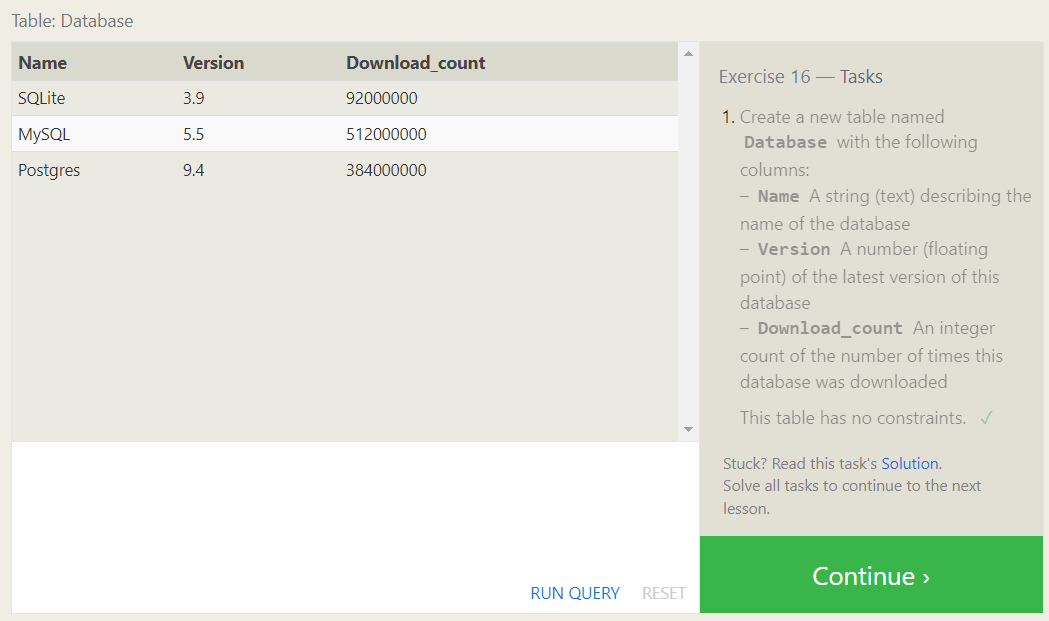 Table: Database
Name Version Download_count
SQLite 3.9 92000000
MySQL 5.5 512000000
Postgres 9.4 384000000
RUN QUERY RESET
Exercise 16 — Tasks
1. Create a new table named
Database with the following
columns:
– Name A string (text) describing the
name of the database
– Version A number (floating
point) of the latest version of this
database
– Download_count An integer
count of the number of times this
database was downloaded
This table has no constraints. ✓
Stuck? Read this task's Solution.
Solve all tasks to continue to the next
lesson.
Continue ›